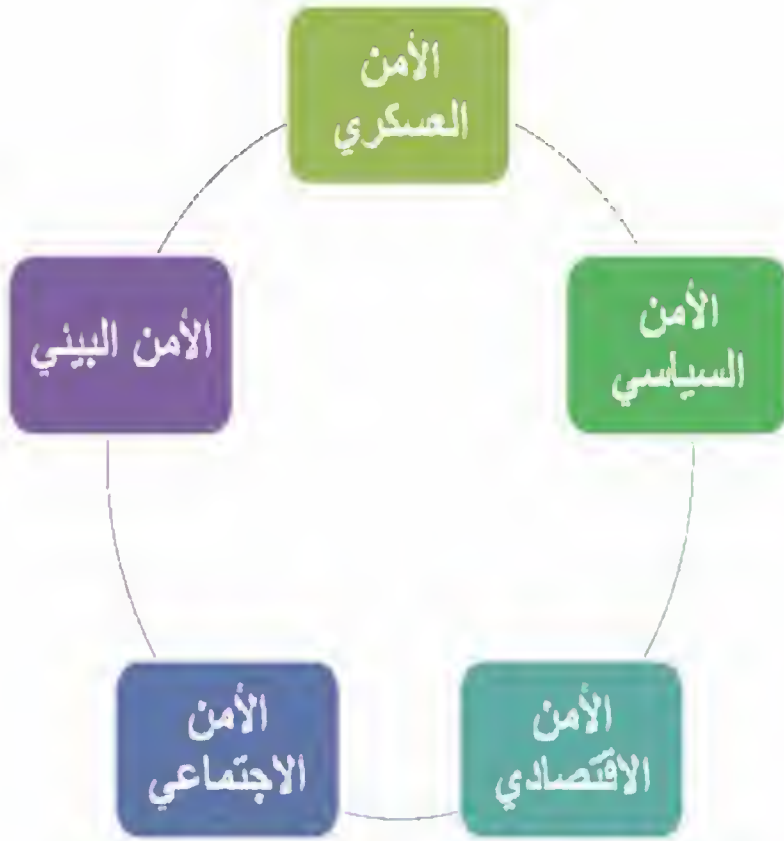 الأمن
العسكري
الأمن
السياسي
الأمن
الاقتصادي
الأمن
الاجتماعي
الأمن البيئي